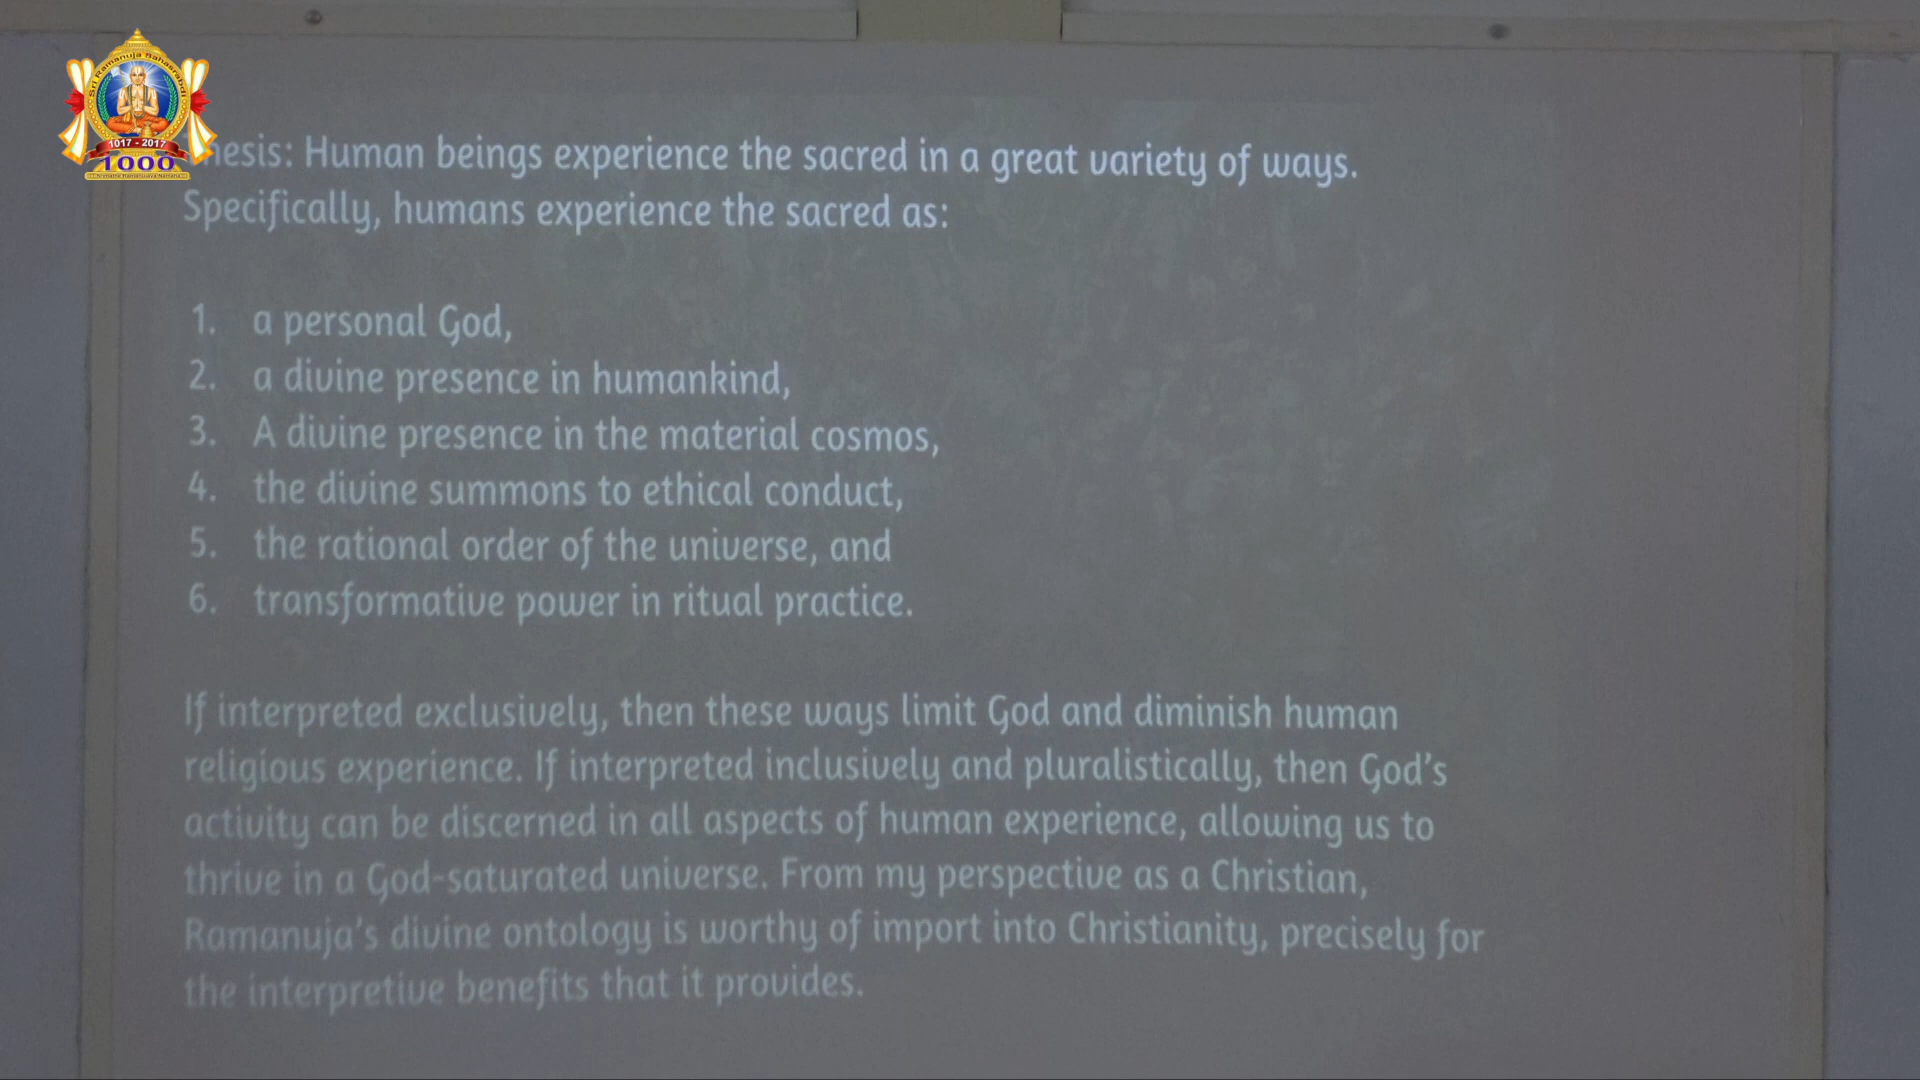 Sri Ramanuja Sahasrabdi
1017 - 2017
1000
hesis: Human beings experience the sacred in a great variety of ways.
Specifically, humans experience the sacred as:
1. a personal God,
2. a divine presence in humankind,
3. A divine presence in the material cosmos,
4. the divine summons to ethical conduct,
5. the rational order of the universe, and
6. transformative power in ritual practice.
If interpreted exclusively, then these ways limit God and diminish human
religious experience. If interpreted inclusively and pluralistically, then God's
activity can be discerned in all aspects of human experience, allowing us to
thrive in a God-saturated universe. From my perspective as a Christian,
Ramanuja's divine ontology is worthy of import into Christianity, precisely for
the interpretive benefits that it provides.